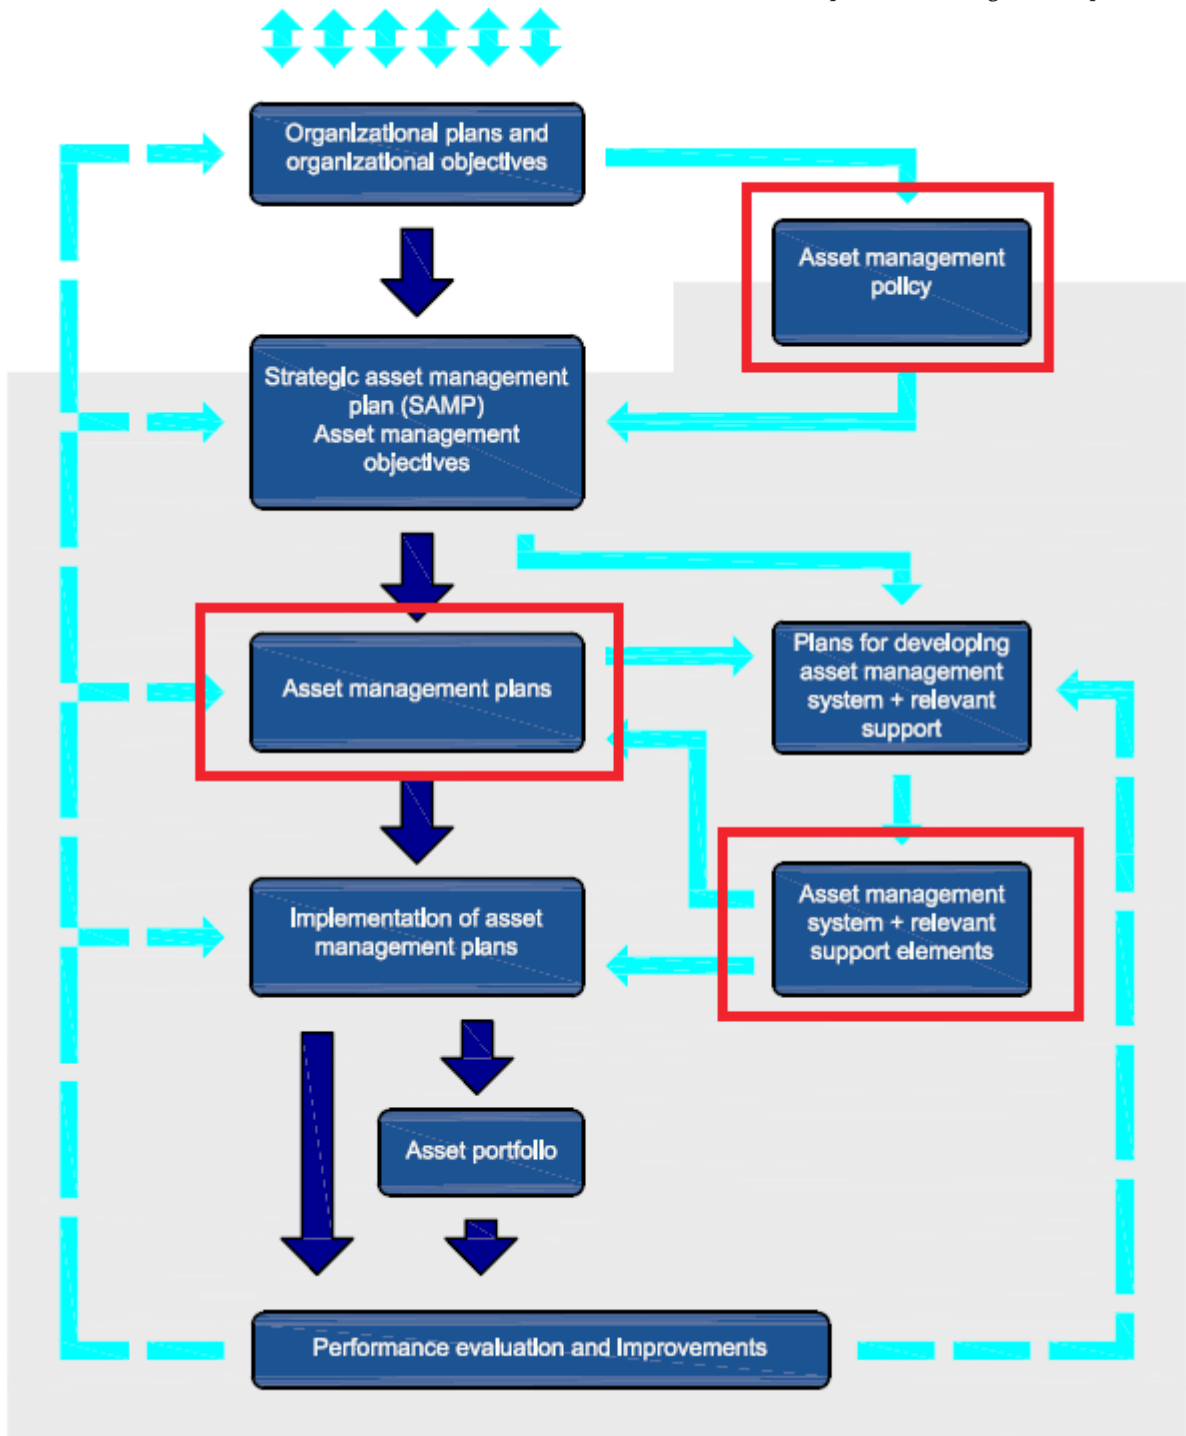 Organizational plans and
organizational objectives
Asset management
policy
Strategic asset management
plan (SAMP)
Asset management
objectives
Asset management plans
Plans for developing
asset management
system + relevant
support
Implementation of asset
management plans
Asset management
system + relevant
support elements
Asset portfolio
Performance evaluation and Improvements